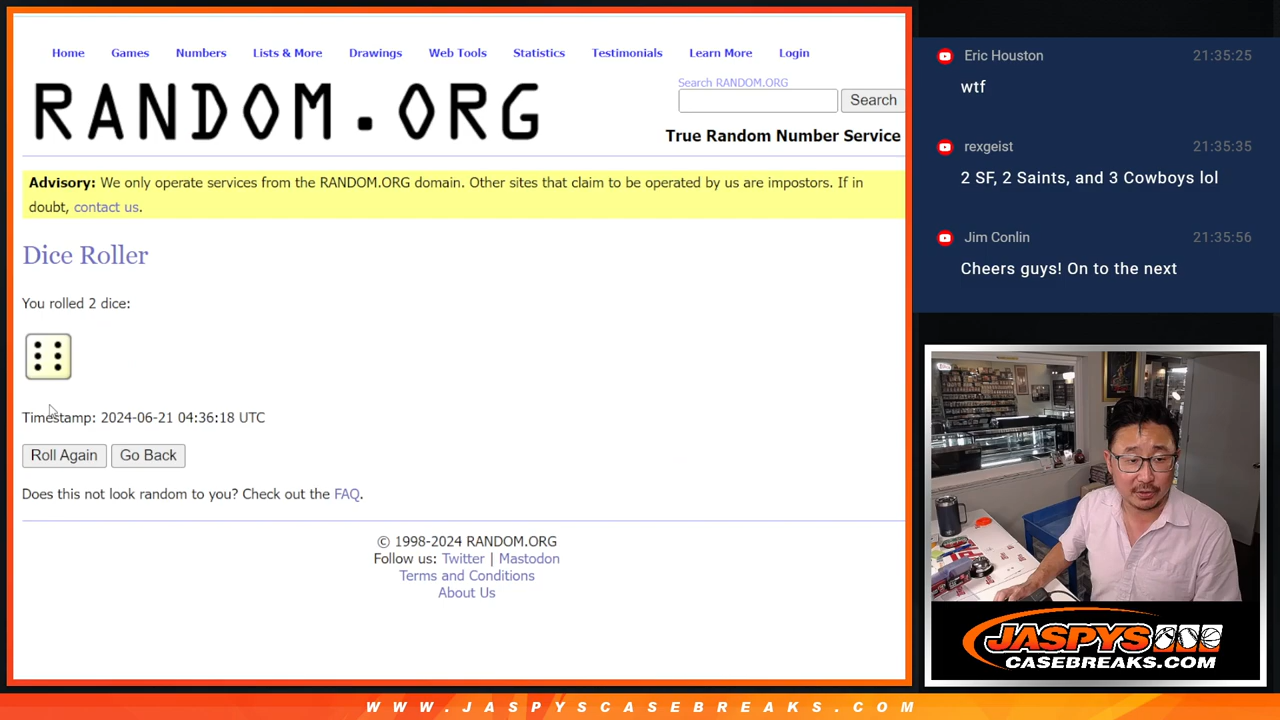 Home Games Numbers Lists & More Drawings Web Tools Statistics Testimonials Learn More Login
RANDOM.ORG
Search RANDOM.ORG
Search
True Random Number Service
Advisory: We only operate services from the RANDOM.ORG domain. Other sites that claim to be operated by us are impostors. If in
doubt, contact us.
Dice Roller
You rolled 2 dice:
Timestamp: 2024-06-21 04:36:18 UTC
Roll Again Go Back
Does this not look random to you? Check out the FAQ.
© 1998-2024 RANDOM.ORG
Follow us: Twitter | Mastodon
Terms and Conditions
About Us
Eric Houston 21:35:25
wtf
rexgeist 21:35:35
2 SF, 2 Saints, and 3 Cowboys lol
Jim Conlin 21:35:56
Cheers guys! On to the next
JASPYS
CASEBREAKS.COM
WWW.JASPYSCASEBREAKS.COM